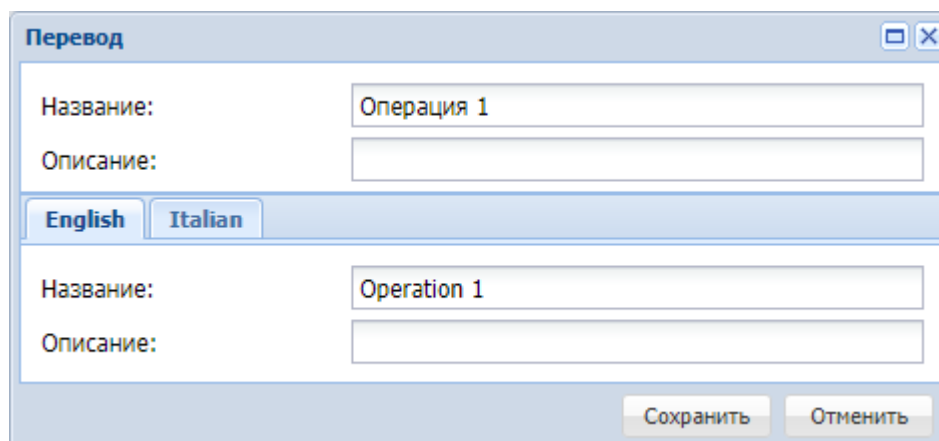 Перевод
Название: Операция 1
Описание:
English Italian
Название: Operation 1
Описание:
Сохранить Отменить